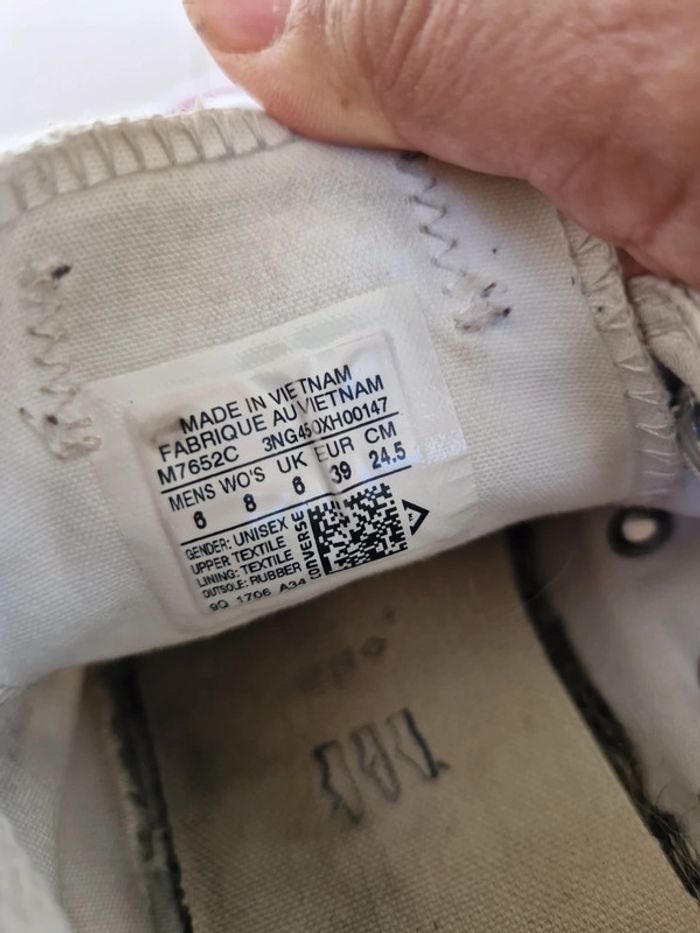 MADE IN VIETNAM
FABRIQUE AU VIETNAM
M7652C 3NG450XH00147
MENS WO'S UK EUR CM
6 8 6 39 24.5
GENDER: UNISEX
UPPER TEXTILE
LINING: TEXTILE
OUTSOLE: RUBBER
9Q 1706 A34
CONVERSE